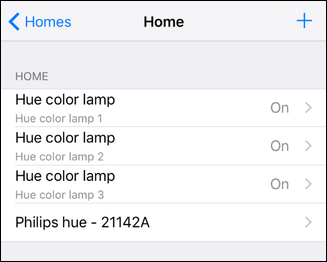 Homes
Home
+
HOME
Hue color lamp
Hue color lamp 1
On
Hue color lamp
Hue color lamp 2
On
Hue color lamp
Hue color lamp 3
On
Philips hue - 21142A